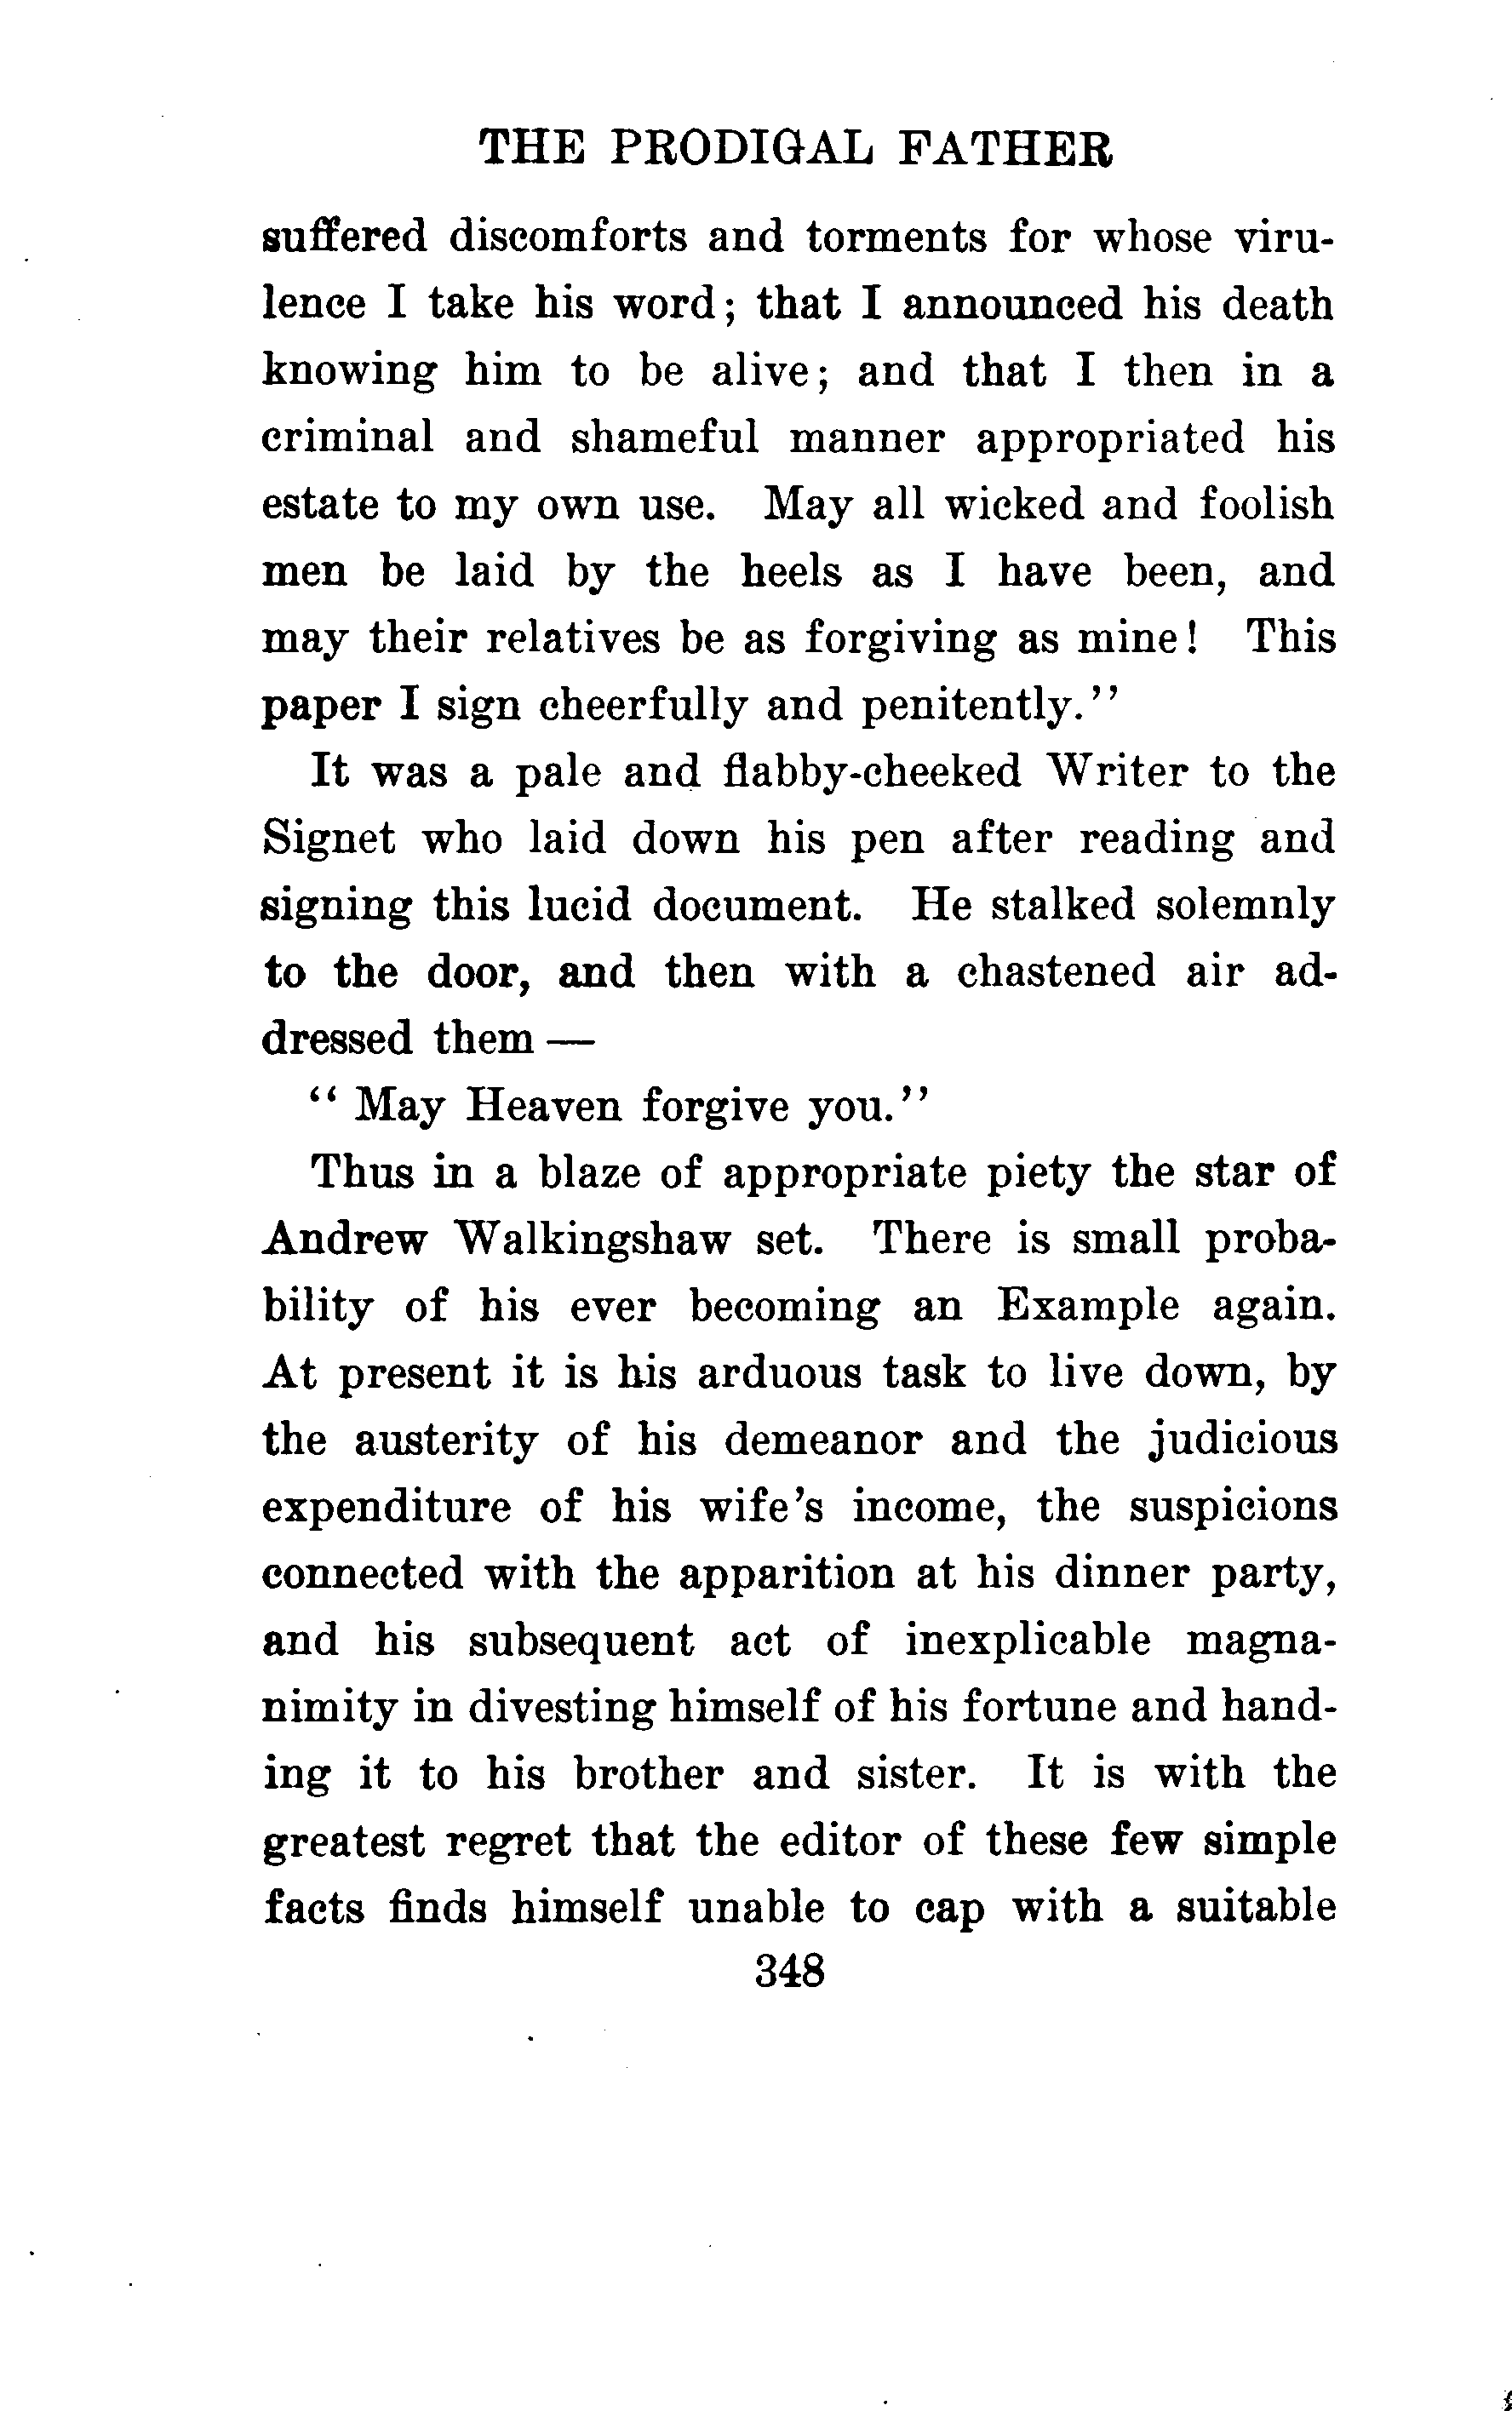 THE PRODIGAL FATHER
suffered discomforts and torments for whose viru-
lence I take his word; that I announced his death
knowing him to be alive; and that I then in a
criminal and shameful manner appropriated his
estate to my own use. May all wicked and foolish
men be laid by the heels as I have been, and
may their relatives be as forgiving as mine! This
paper I sign cheerfully and penitently."
It was a pale and flabby-cheeked Writer to the
Signet who laid down his pen after reading and
signing this lucid document. He stalked solemnly
to the door, and then with a chastened air ad-
dressed them —
"May Heaven forgive you."
Thus in a blaze of appropriate piety the star of
Andrew Walkingshaw set. There is small proba-
bility of his ever becoming an Example again.
At present it is his arduous task to live down, by
the austerity of his demeanor and the judicious
expenditure of his wife's income, the suspicions
connected with the apparition at his dinner party,
and his subsequent act of inexplicable magna-
nimity in divesting himself of his fortune and hand-
ing it to his brother and sister. It is with the
greatest regret that the editor of these few simple
facts finds himself unable to cap with a suitable
348